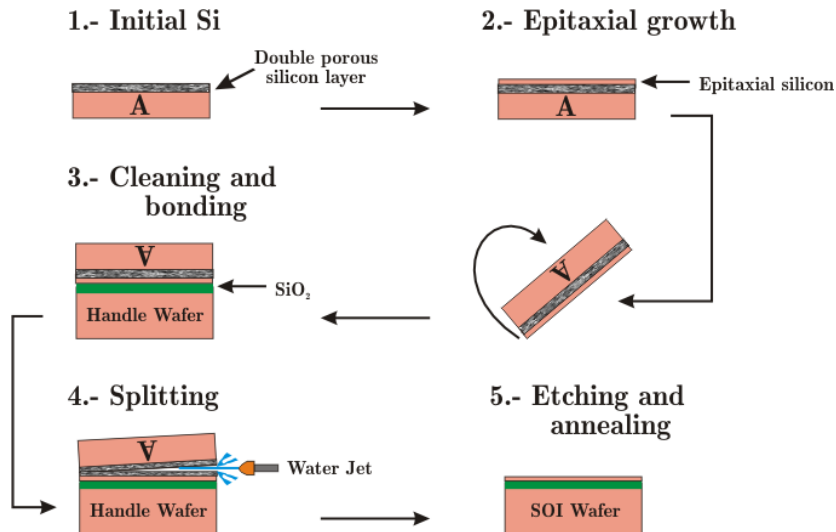 1.- Initial Si
Double porous
silicon layer
A
2.- Epitaxial growth
Epitaxial silicon
A
A
3.- Cleaning and
bonding
A
SiO₂
Handle Wafer
4.- Splitting
A
Water Jet
Handle Wafer
5.- Etching and
annealing
SOI Wafer